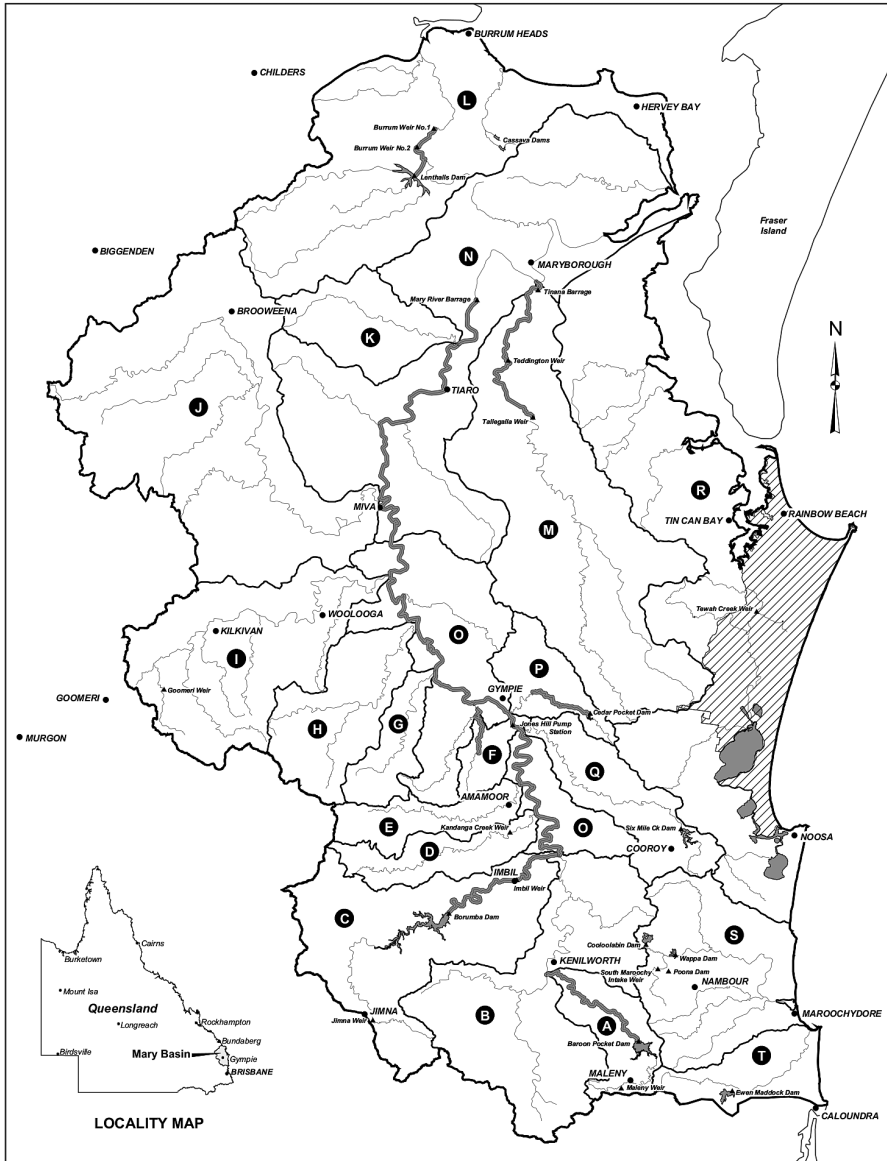 BURRUM HEADS
CHILDERS
L
HERVEY BAY
Burrum Weir No.1
Cassava Dams
Burrum Weir No.2
Lenthalls Dam
Fraser
Island
BIGGENDEN
N
MARYBOROUGH
Tinana Barrage
Mary River Barrage
BROOWEENA
K
N
Teddington Weir
J
TIARO
Tallegalla Weir
R
MIVA
TIN CAN BAY
RAINBOW BEACH
M
Tewah Creek Weir
WOOLOOGA
KILKIVAN
O
I
P
GOOMERI
Goomeri Weir
GYMPIE
Cedar Pocket Dam
H
G
Jones Hill Pump
Station
MURGON
F
Q
AMAMOOR
E
Kandanga Creek Weir
O
Six Mile Ck Dam
NOOSA
D
COOROY
IMBIL
Imbil Weir
C
Borumba Dam
S
Cooloolabin Dam
Wappa Dam
KENILWORTH
South Maroochy
Intake Weir
Poona Dam
NAMBOUR
JIMNA
Jimna Weir
B
A
MAROOCHYDORE
Baroon Pocket Dam
T
MALENY
Maleny Weir
Ewen Maddock Dam
CALOUNDRA
Cairns
Burketown
Mount Isa
Queensland
Longreach
Rockhampton
Bundaberg
Birdsville
Mary Basin
Gympie
BRISBANE
LOCALITY MAP